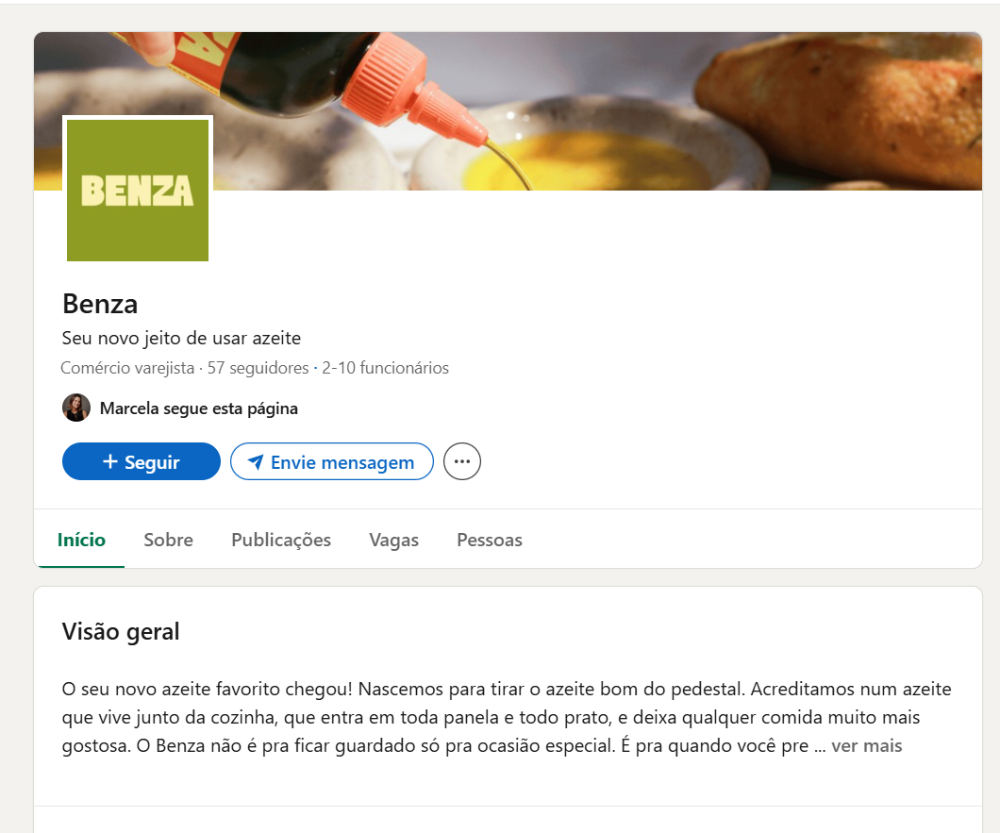 BENZA
Benza
Seu novo jeito de usar azeite
Comércio varejista · 57 seguidores · 2-10 funcionários
Marcela segue esta página
+ Seguir
Envie mensagem
Início
Sobre
Publicações
Vagas
Pessoas
Visão geral
O seu novo azeite favorito chegou! Nascemos para tirar o azeite bom do pedestal. Acreditamos num azeite
que vive junto da cozinha, que entra em toda panela e todo prato, e deixa qualquer comida muito mais
gostosa. O Benza não é pra ficar guardado só pra ocasião especial. É pra quando você pre ... ver mais